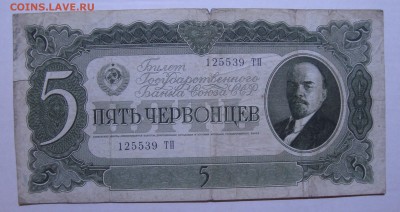 COINS.LAVE.RU
Билет
125539 ТП
Государственного
Банка Союза ССР
5
ПЯТЬ ЧЕРВОНЦЕВ
125539 ТП
5